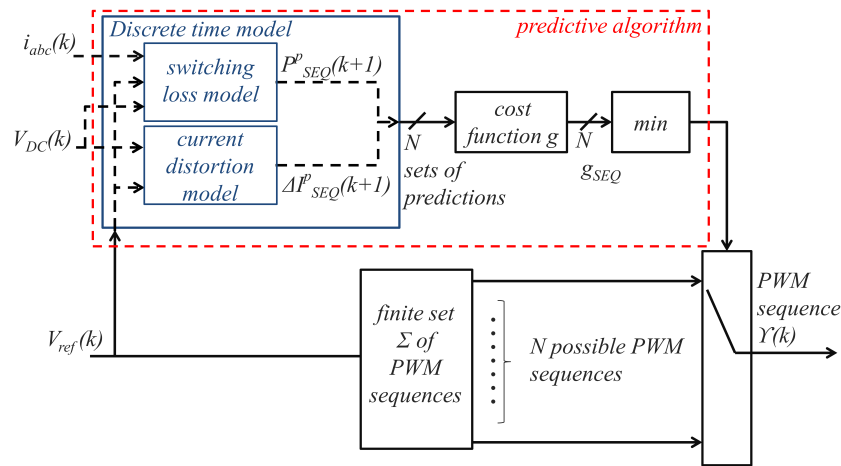 Discrete time model
predictive algorithm
i_abc(k)
switching
loss model
P^p_SEQ(k+1)
V_DC(k)
current
distortion
model
ΔI^p_SEQ(k+1)
N
sets of
predictions
cost
function g
N
g_SEQ
min
V_ref(k)
finite set
Σ of
PWM
sequences
N possible PWM
sequences
PWM
sequence
ϒ(k)